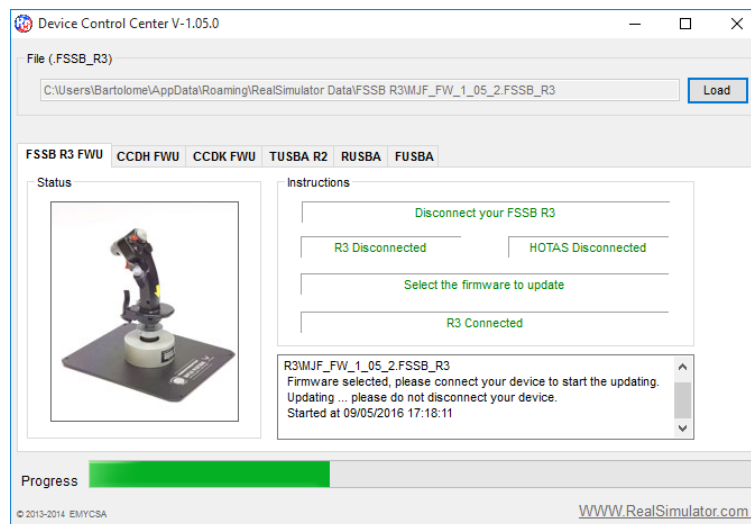 Device Control Center V-1.05.0
File (.FSSB_R3)
C:\Users\Bartolome\AppData\Roaming\RealSimulator Data\FSSB R3\MJF_FW_1_05_2.FSSB_R3
Load
FSSB R3 FWU CCDH FWU CCDK FWU TUSBA R2 RUSBA FUSBA
Status
Instructions
Disconnect your FSSB R3
R3 Disconnected HOTAS Disconnected
Select the firmware to update
R3 Connected
R3\MJF_FW_1_05_2.FSSB_R3
Firmware selected, please connect your device to start the updating.
Updating ... please do not disconnect your device.
Started at 09/05/2016 17:18:11
Progress
© 2013-2014 EMYCSA
WWW.RealSimulator.com